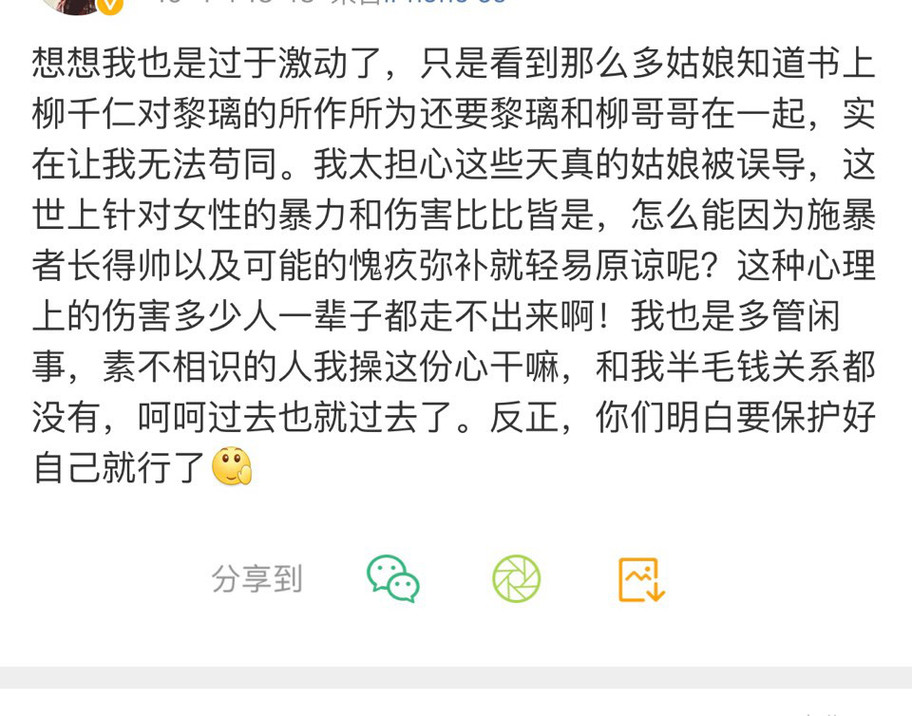 想想我也是过于激动了，只是看到那么多姑娘知道书上
柳千仁对黎璃的所作所为还要黎璃和柳哥哥在一起，实
在让我无法苟同。我太担心这些天真的姑娘被误导，这
世上针对女性的暴力和伤害比比皆是，怎么能因为施暴
者长得帅以及可能的愧疚弥补就轻易原谅呢？这种心理
上的伤害多少人一辈子都走不出来啊！我也是多管闲
事，素不相识的人我操这份心干嘛，和我半毛钱关系都
没有，呵呵过去也就过去了。反正，你们明白要保护好
自己就行了
分享到